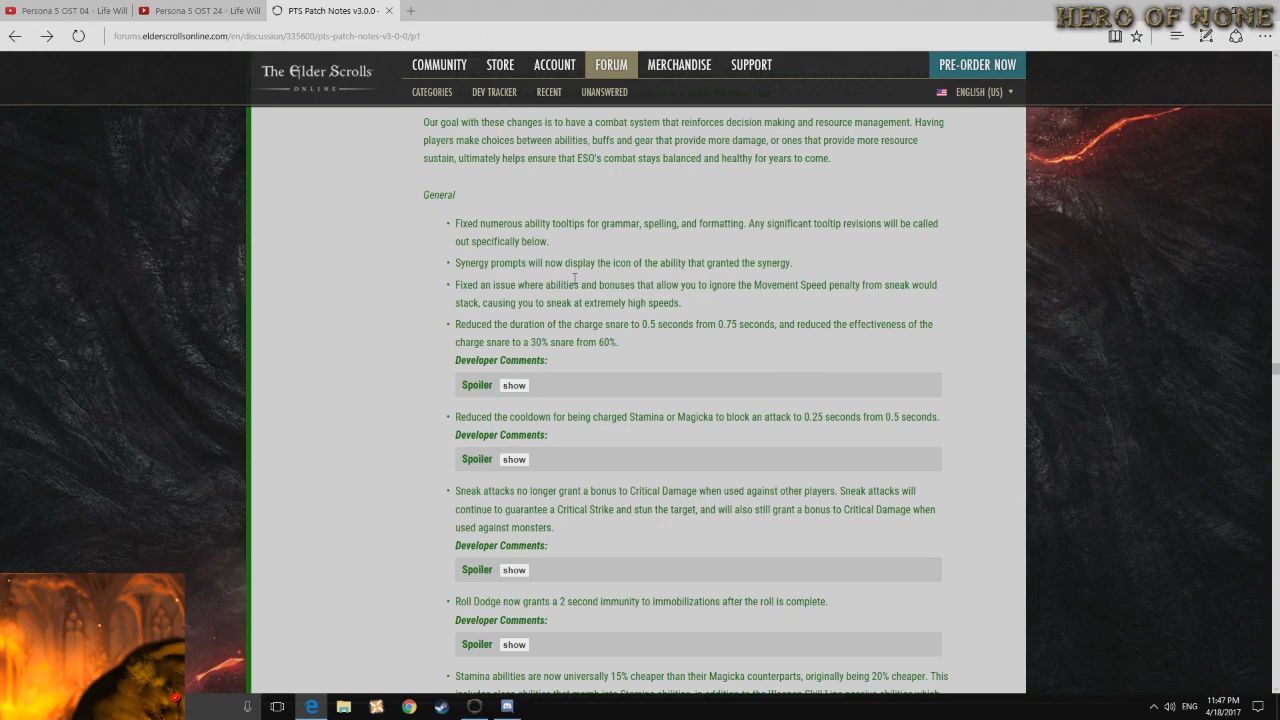 Persona 5 OST 04 - Life Will
Persona 5 OST 24 - Life Will
PTS Patch Notes v3.0.0 -
HERO OF NONE
forums.elderscrollsonline.com/en/discussion/335600/pts-patch-notes-v3-0-0/p1
The Elder Scrolls
ONLINE
COMMUNITY STORE ACCOUNT FORUM MERCHANDISE SUPPORT PRE-ORDER NOW
CATEGORIES DEV TRACKER RECENT UNANSWERED ENGLISH (US)
Our goal with these changes is to have a combat system that reinforces decision making and resource management. Having
players make choices between abilities, buffs and gear that provide more damage, or ones that provide more resource
sustain, ultimately helps ensure that ESO's combat stays balanced and healthy for years to come.
General
• Fixed numerous ability tooltips for grammar, spelling, and formatting. Any significant tooltip revisions will be called
out specifically below.
• Synergy prompts will now display the icon of the ability that granted the synergy.
• Fixed an issue where abilities and bonuses that allow you to ignore the Movement Speed penalty from sneak would
stack, causing you to sneak at extremely high speeds.
• Reduced the duration of the charge snare to 0.5 seconds from 0.75 seconds, and reduced the effectiveness of the
charge snare to a 30% snare from 60%.
Developer Comments:
Spoiler show
• Reduced the cooldown for being charged Stamina or Magicka to block an attack to 0.25 seconds from 0.5 seconds.
Developer Comments:
Spoiler show
• Sneak attacks no longer grant a bonus to Critical Damage when used against other players. Sneak attacks will
continue to guarantee a Critical Strike and stun the target, and will also still grant a bonus to Critical Damage when
used against monsters.
Developer Comments:
Spoiler show
• Roll Dodge now grants a 2 second immunity to immobilizations after the roll is complete.
Developer Comments:
Spoiler show
• Stamina abilities are now universally 15% cheaper than their Magicka counterparts, originally being 20% cheaper. This
ENG
11:47 PM
4/18/2017